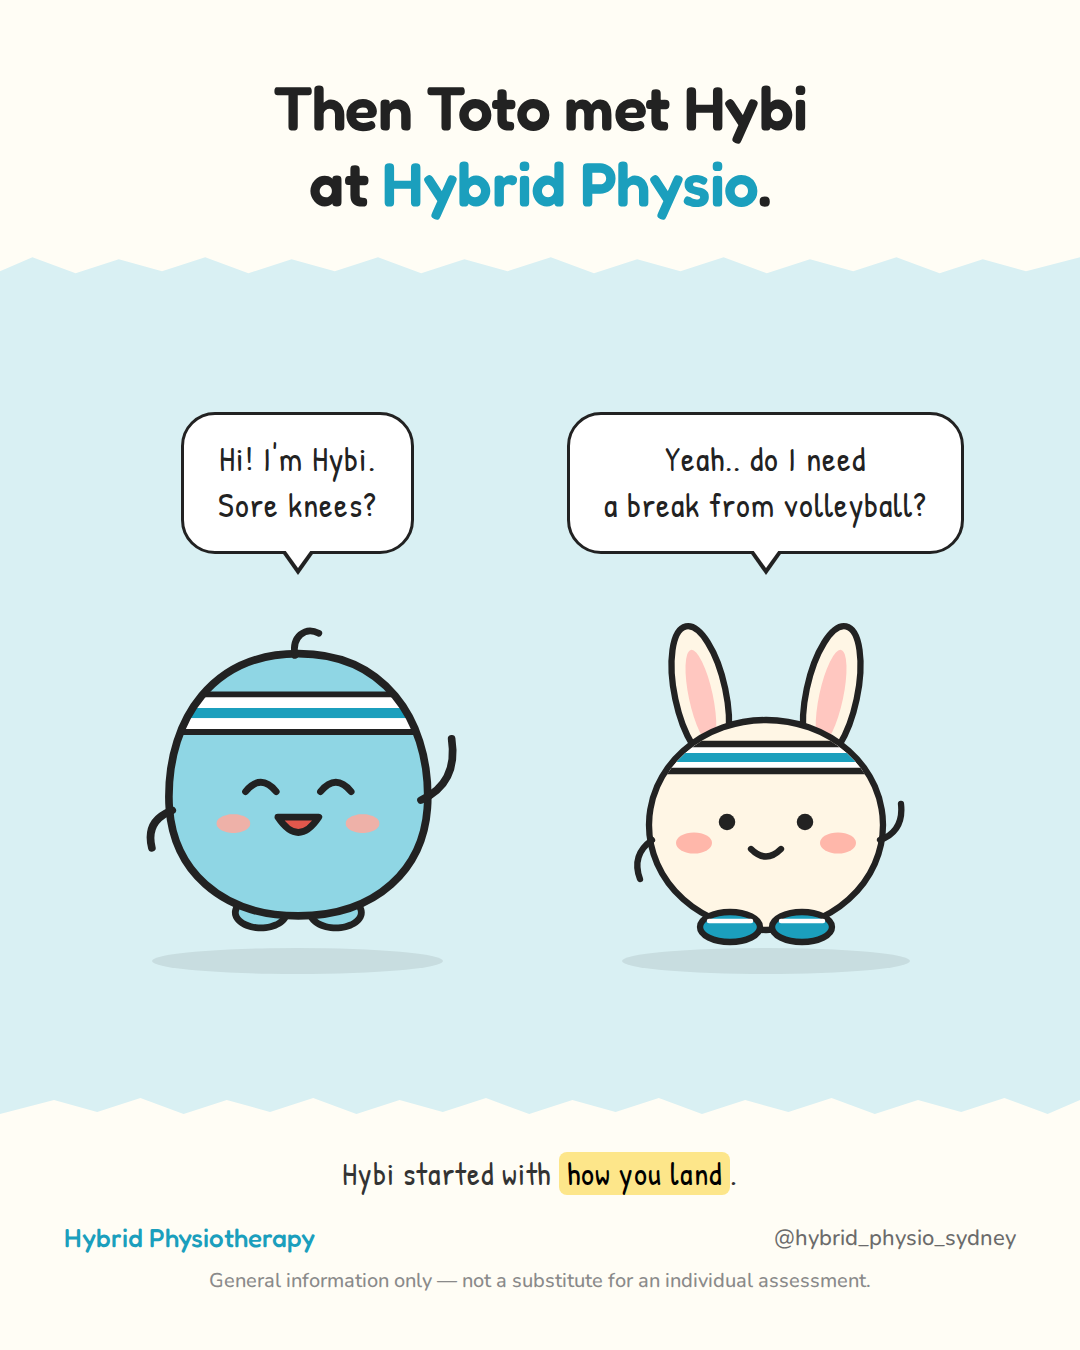 Then Toto met Hybi
at Hybrid Physio.
Hi! I'm Hybi.
Sore knees?
Yeah.. do I need
a break from volleyball?
Hybi started with how you land.
Hybrid Physiotherapy
@hybrid_physio_sydney
General information only — not a substitute for an individual assessment.